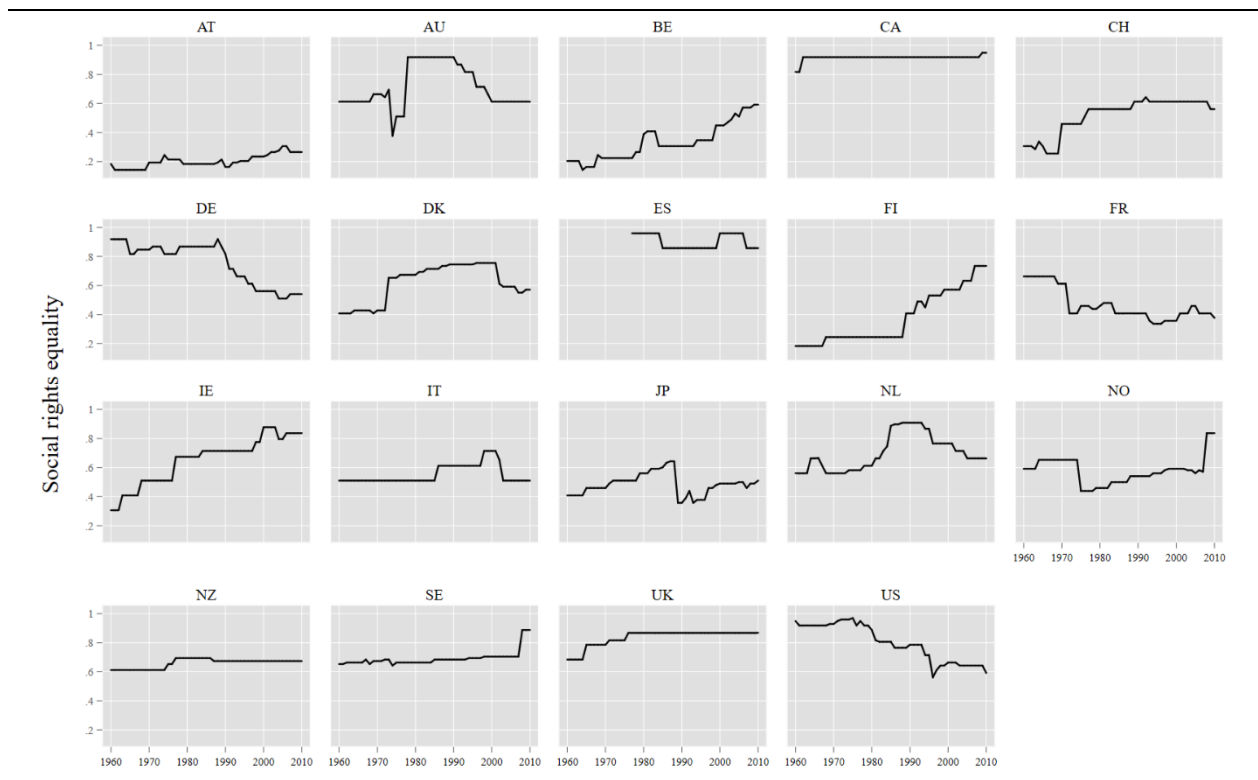 AT AU BE CA CH
1
.8
.6
.4
.2
DE DK ES FI FR
1
.8
.6
.4
.2
Social rights equality
IE IT JP NL NO
1
.8
.6
.4
.2
1960 1970 1980 1990 2000 2010
NZ SE UK US
1
.8
.6
.4
.2
1960 1970 1980 1990 2000 2010 1960 1970 1980 1990 2000 2010 1960 1970 1980 1990 2000 2010 1960 1970 1980 1990 2000 2010